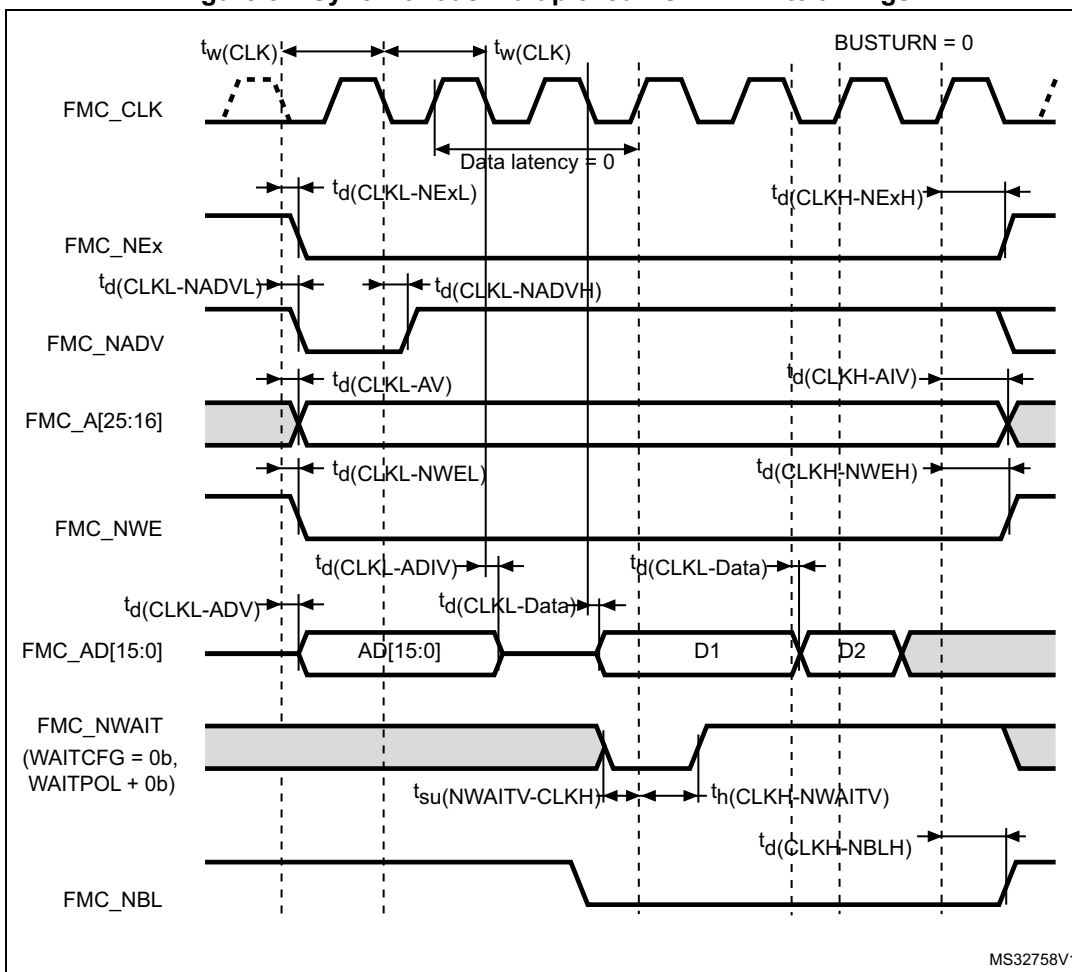 BUSTURN = 0
tw(CLK)
tw(CLK)
FMC_CLK
Data latency = 0
td(CLKL-NExL)
td(CLKH-NExH)
FMC_NEx
td(CLKL-NADVL)
td(CLKL-NADVH)
FMC_NADV
td(CLKL-AV)
td(CLKH-AIV)
FMC_A[25:16]
td(CLKL-NWEL)
td(CLKH-NWEH)
FMC_NWE
td(CLKL-ADIV)
td(CLKL-Data)
td(CLKL-ADV)
td(CLKL-Data)
FMC_AD[15:0]
AD[15:0]
D1
D2
FMC_NWAIT
(WAITCFG = 0b,
WAITPOL + 0b)
tsu(NWAITV-CLKH)
th(CLKH-NWAITV)
td(CLKH-NBLH)
FMC_NBL
MS32758V1